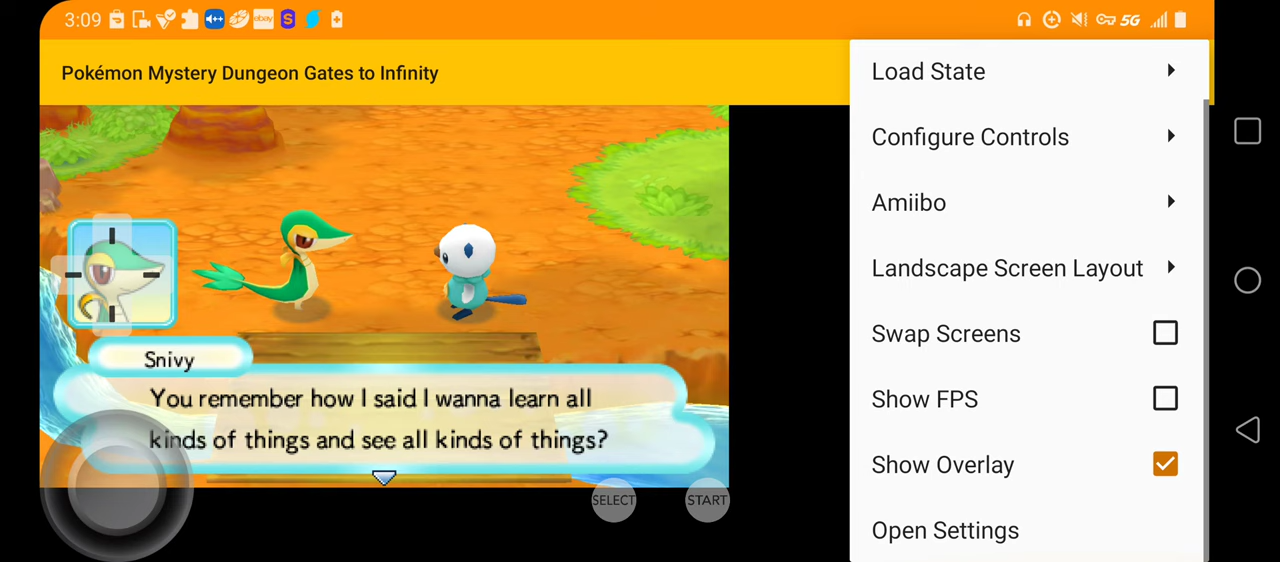 3:09
ebay
S
5G
Pokémon Mystery Dungeon Gates to Infinity
Load State
Configure Controls
Amiibo
Landscape Screen Layout
Swap Screens
Show FPS
Show Overlay
Open Settings
Snivy
You remember how I said I wanna learn all
kinds of things and see all kinds of things?
SELECT
START